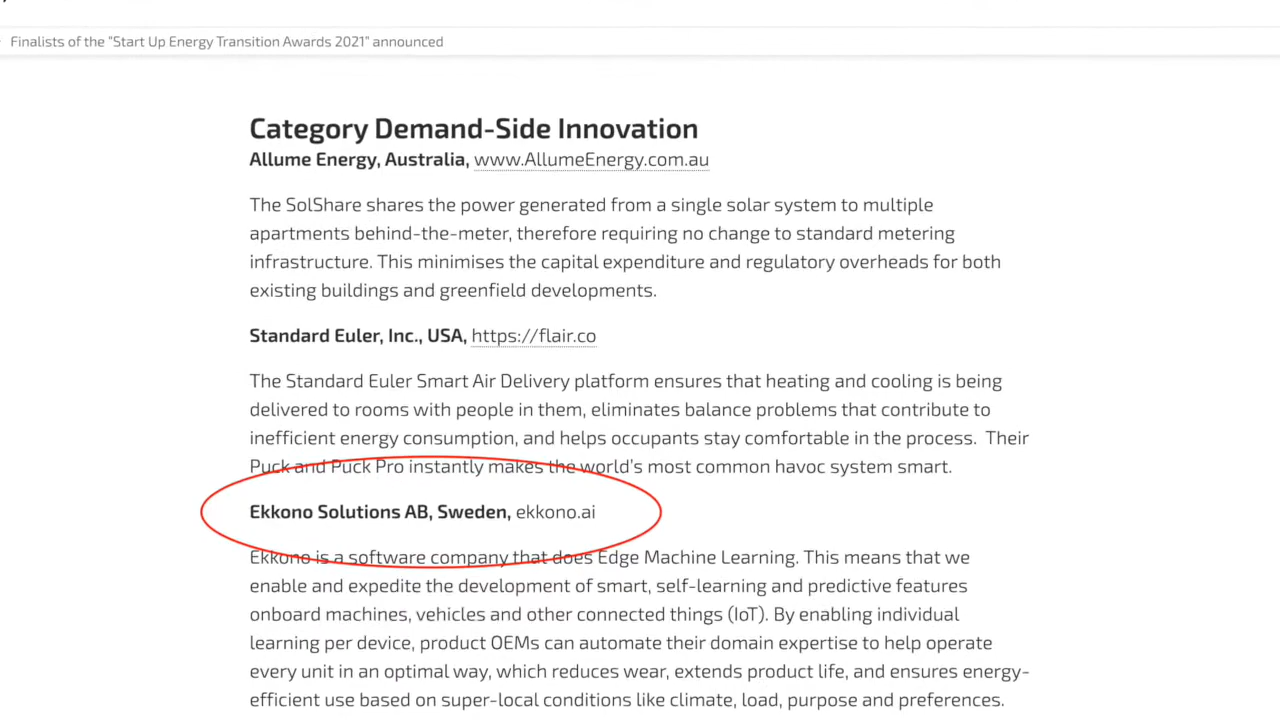 Finalists of the "Start Up Energy Transition Awards 2021" announced
Category Demand-Side Innovation
Allume Energy, Australia, www.AllumeEnergy.com.au
The SolShare shares the power generated from a single solar system to multiple
apartments behind-the-meter, therefore requiring no change to standard metering
infrastructure. This minimises the capital expenditure and regulatory overheads for both
existing buildings and greenfield developments.
Standard Euler, Inc., USA, https://flair.co
The Standard Euler Smart Air Delivery platform ensures that heating and cooling is being
delivered to rooms with people in them, eliminates balance problems that contribute to
inefficient energy consumption, and helps occupants stay comfortable in the process.  Their
Puck and Puck Pro instantly makes the world's most common havoc system smart.
Ekkono Solutions AB, Sweden, ekkono.ai
Ekkono is a software company that does Edge Machine Learning. This means that we
enable and expedite the development of smart, self-learning and predictive features
onboard machines, vehicles and other connected things (IoT). By enabling individual
learning per device, product OEMs can automate their domain expertise to help operate
every unit in an optimal way, which reduces wear, extends product life, and ensures energy-
efficient use based on super-local conditions like climate, load, purpose and preferences.